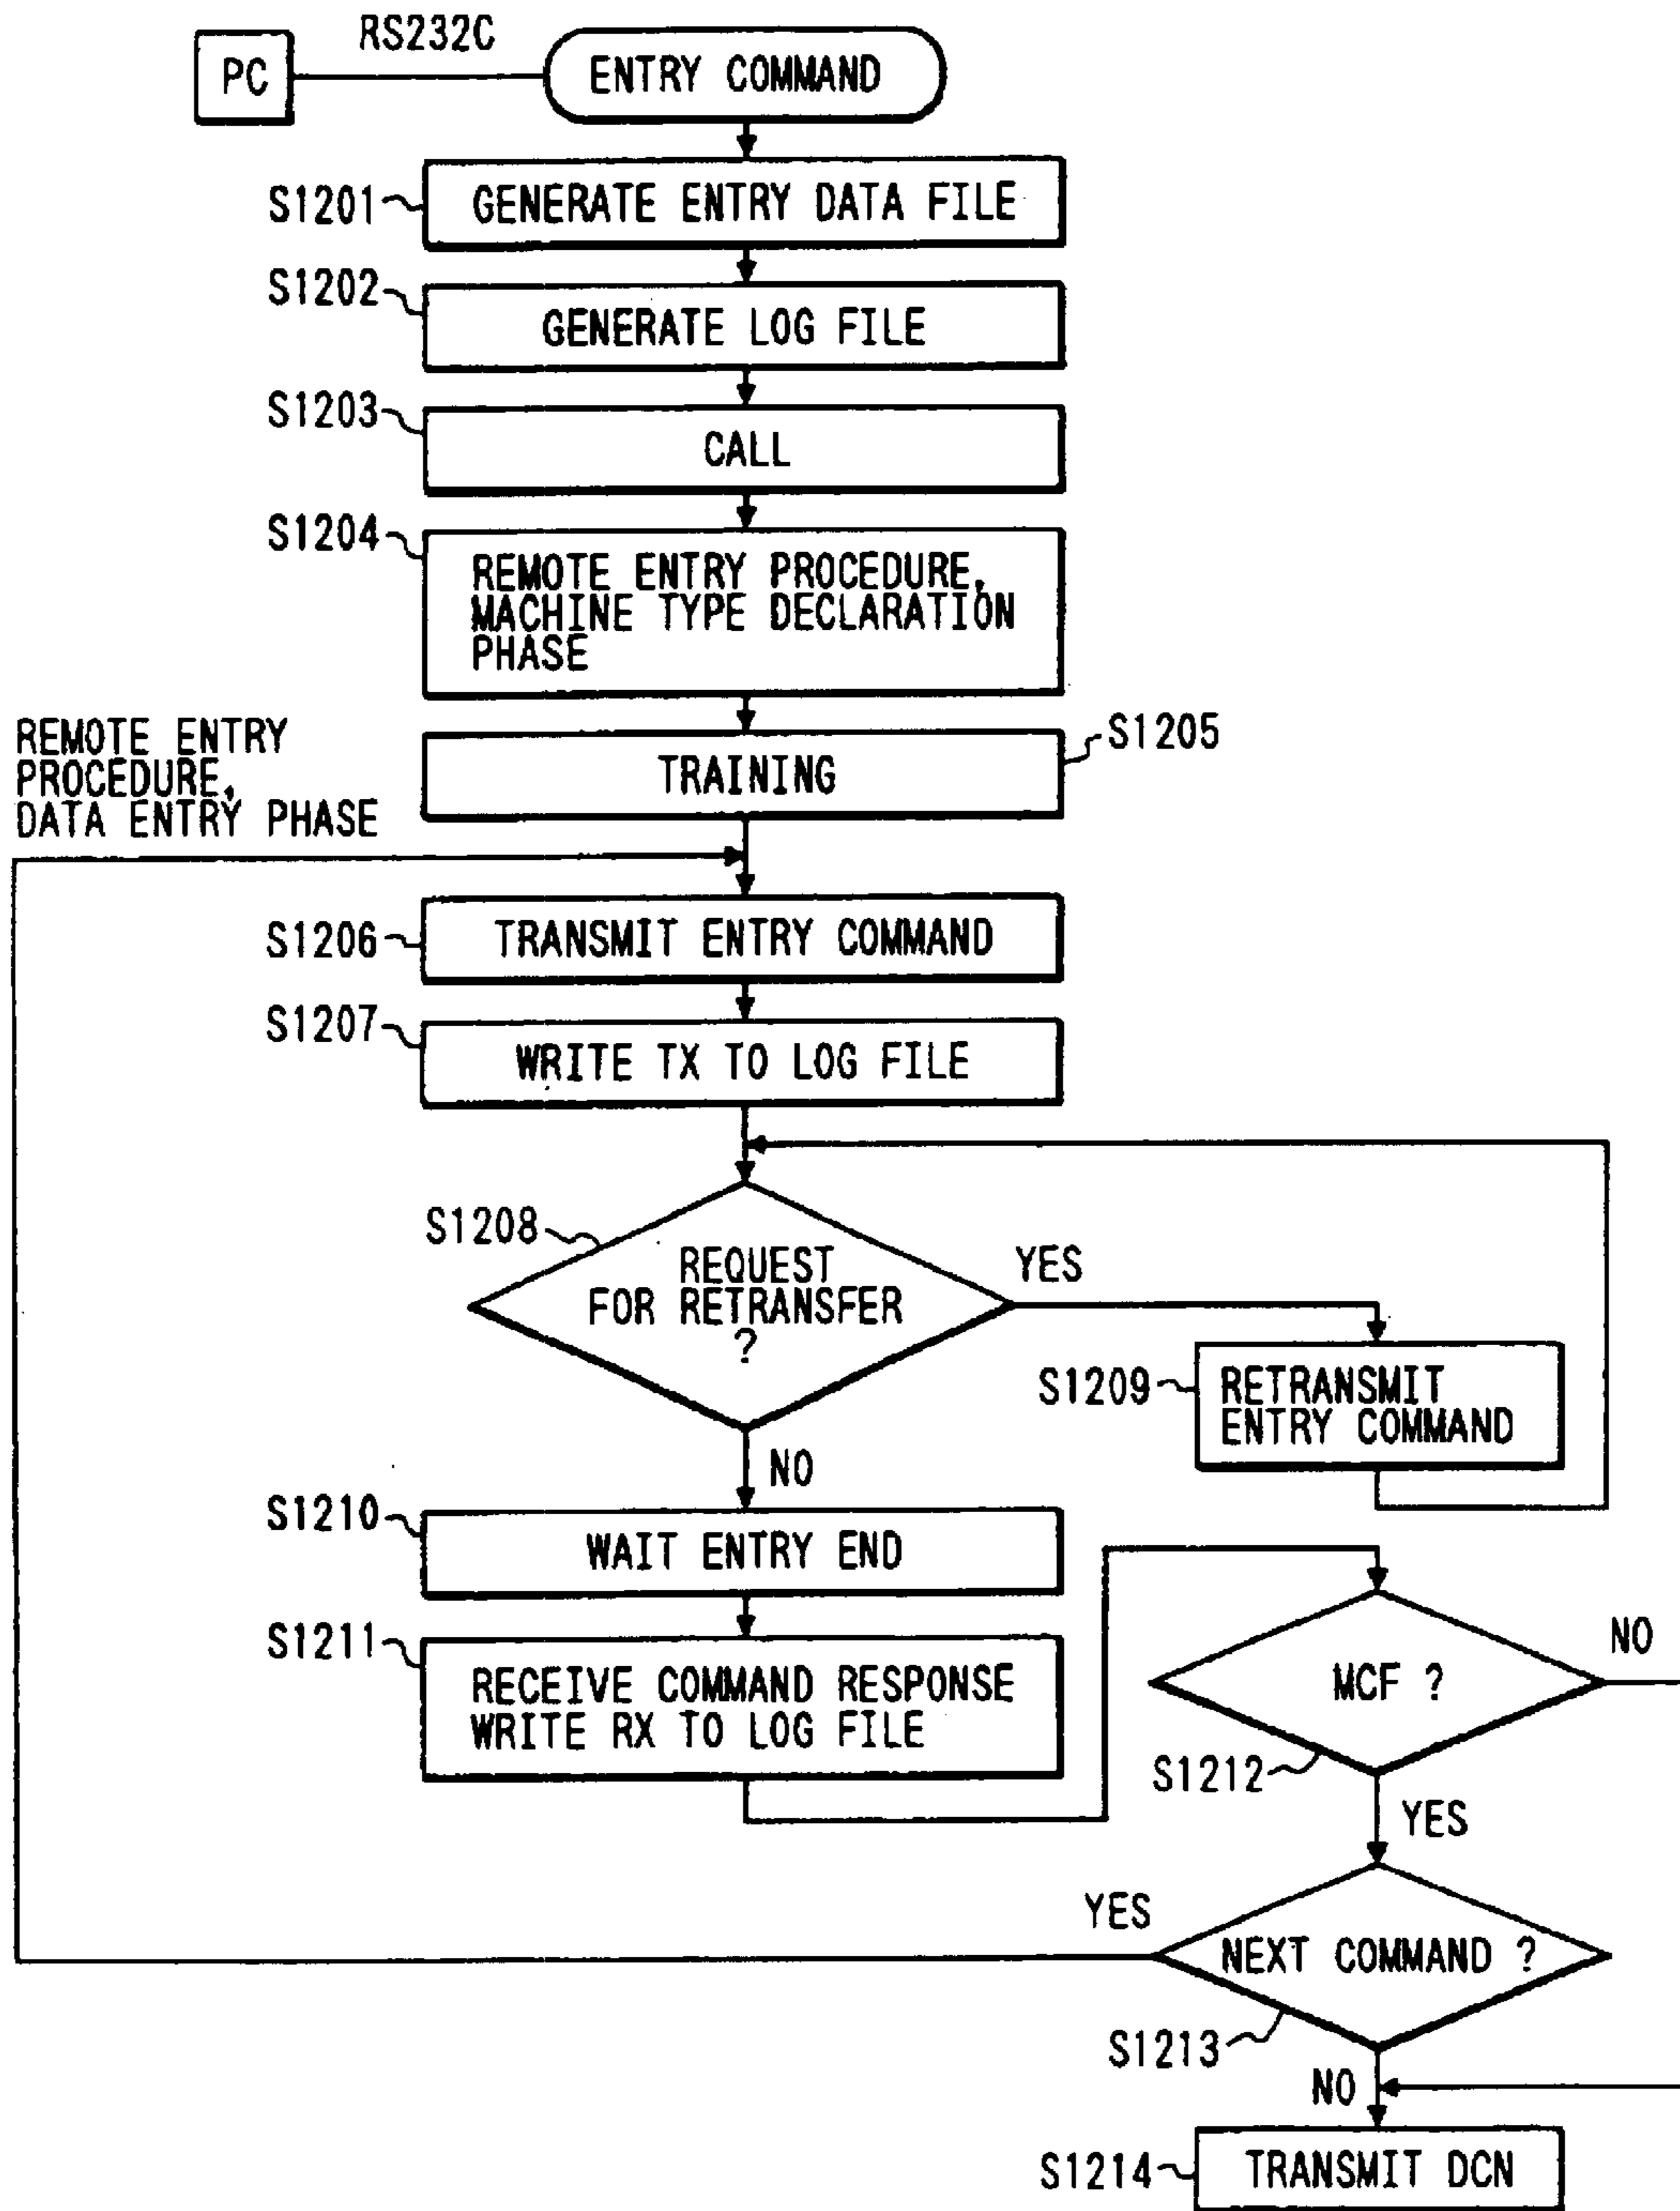 RS232C
PC
ENTRY COMMAND
S1201
GENERATE ENTRY DATA FILE
S1202
GENERATE LOG FILE
S1203
CALL
S1204
REMOTE ENTRY PROCEDURE,
MACHINE TYPE DECLARATION
PHASE
REMOTE ENTRY
PROCEDURE,
DATA ENTRY PHASE
S1205
TRAINING
S1206
TRANSMIT ENTRY COMMAND
S1207
WRITE TX TO LOG FILE
S1208
REQUEST
FOR RETRANSFER
?
YES
S1209
RETRANSMIT
ENTRY COMMAND
NO
S1210
WAIT ENTRY END
S1211
RECEIVE COMMAND RESPONSE
WRITE RX TO LOG FILE
MCF ?
NO
S1212
YES
YES
NEXT COMMAND ?
S1213
NO
S1214
TRANSMIT DCN